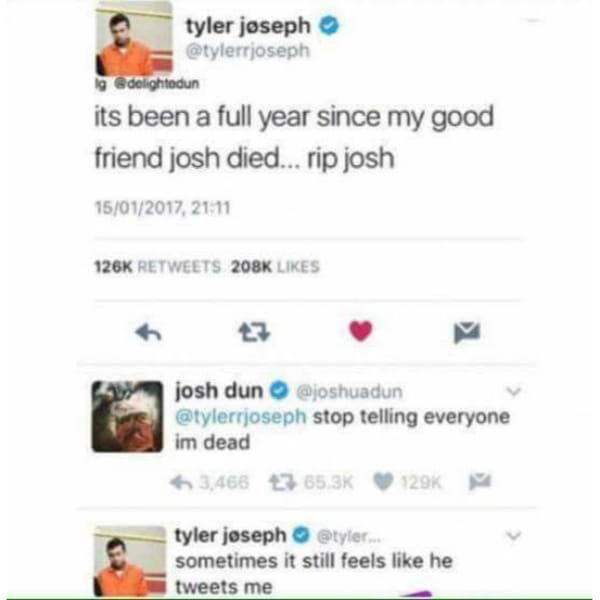 tyler jøseph
@tylerrjoseph
ig @delightedun
its been a full year since my good
friend josh died... rip josh
15/01/2017, 21:11
126K RETWEETS 208K LIKES
josh dun @joshuadun
@tylerrjoseph stop telling everyone
im dead
3,466 65.3K 129K
tyler jøseph @tyler...
sometimes it still feels like he
tweets me